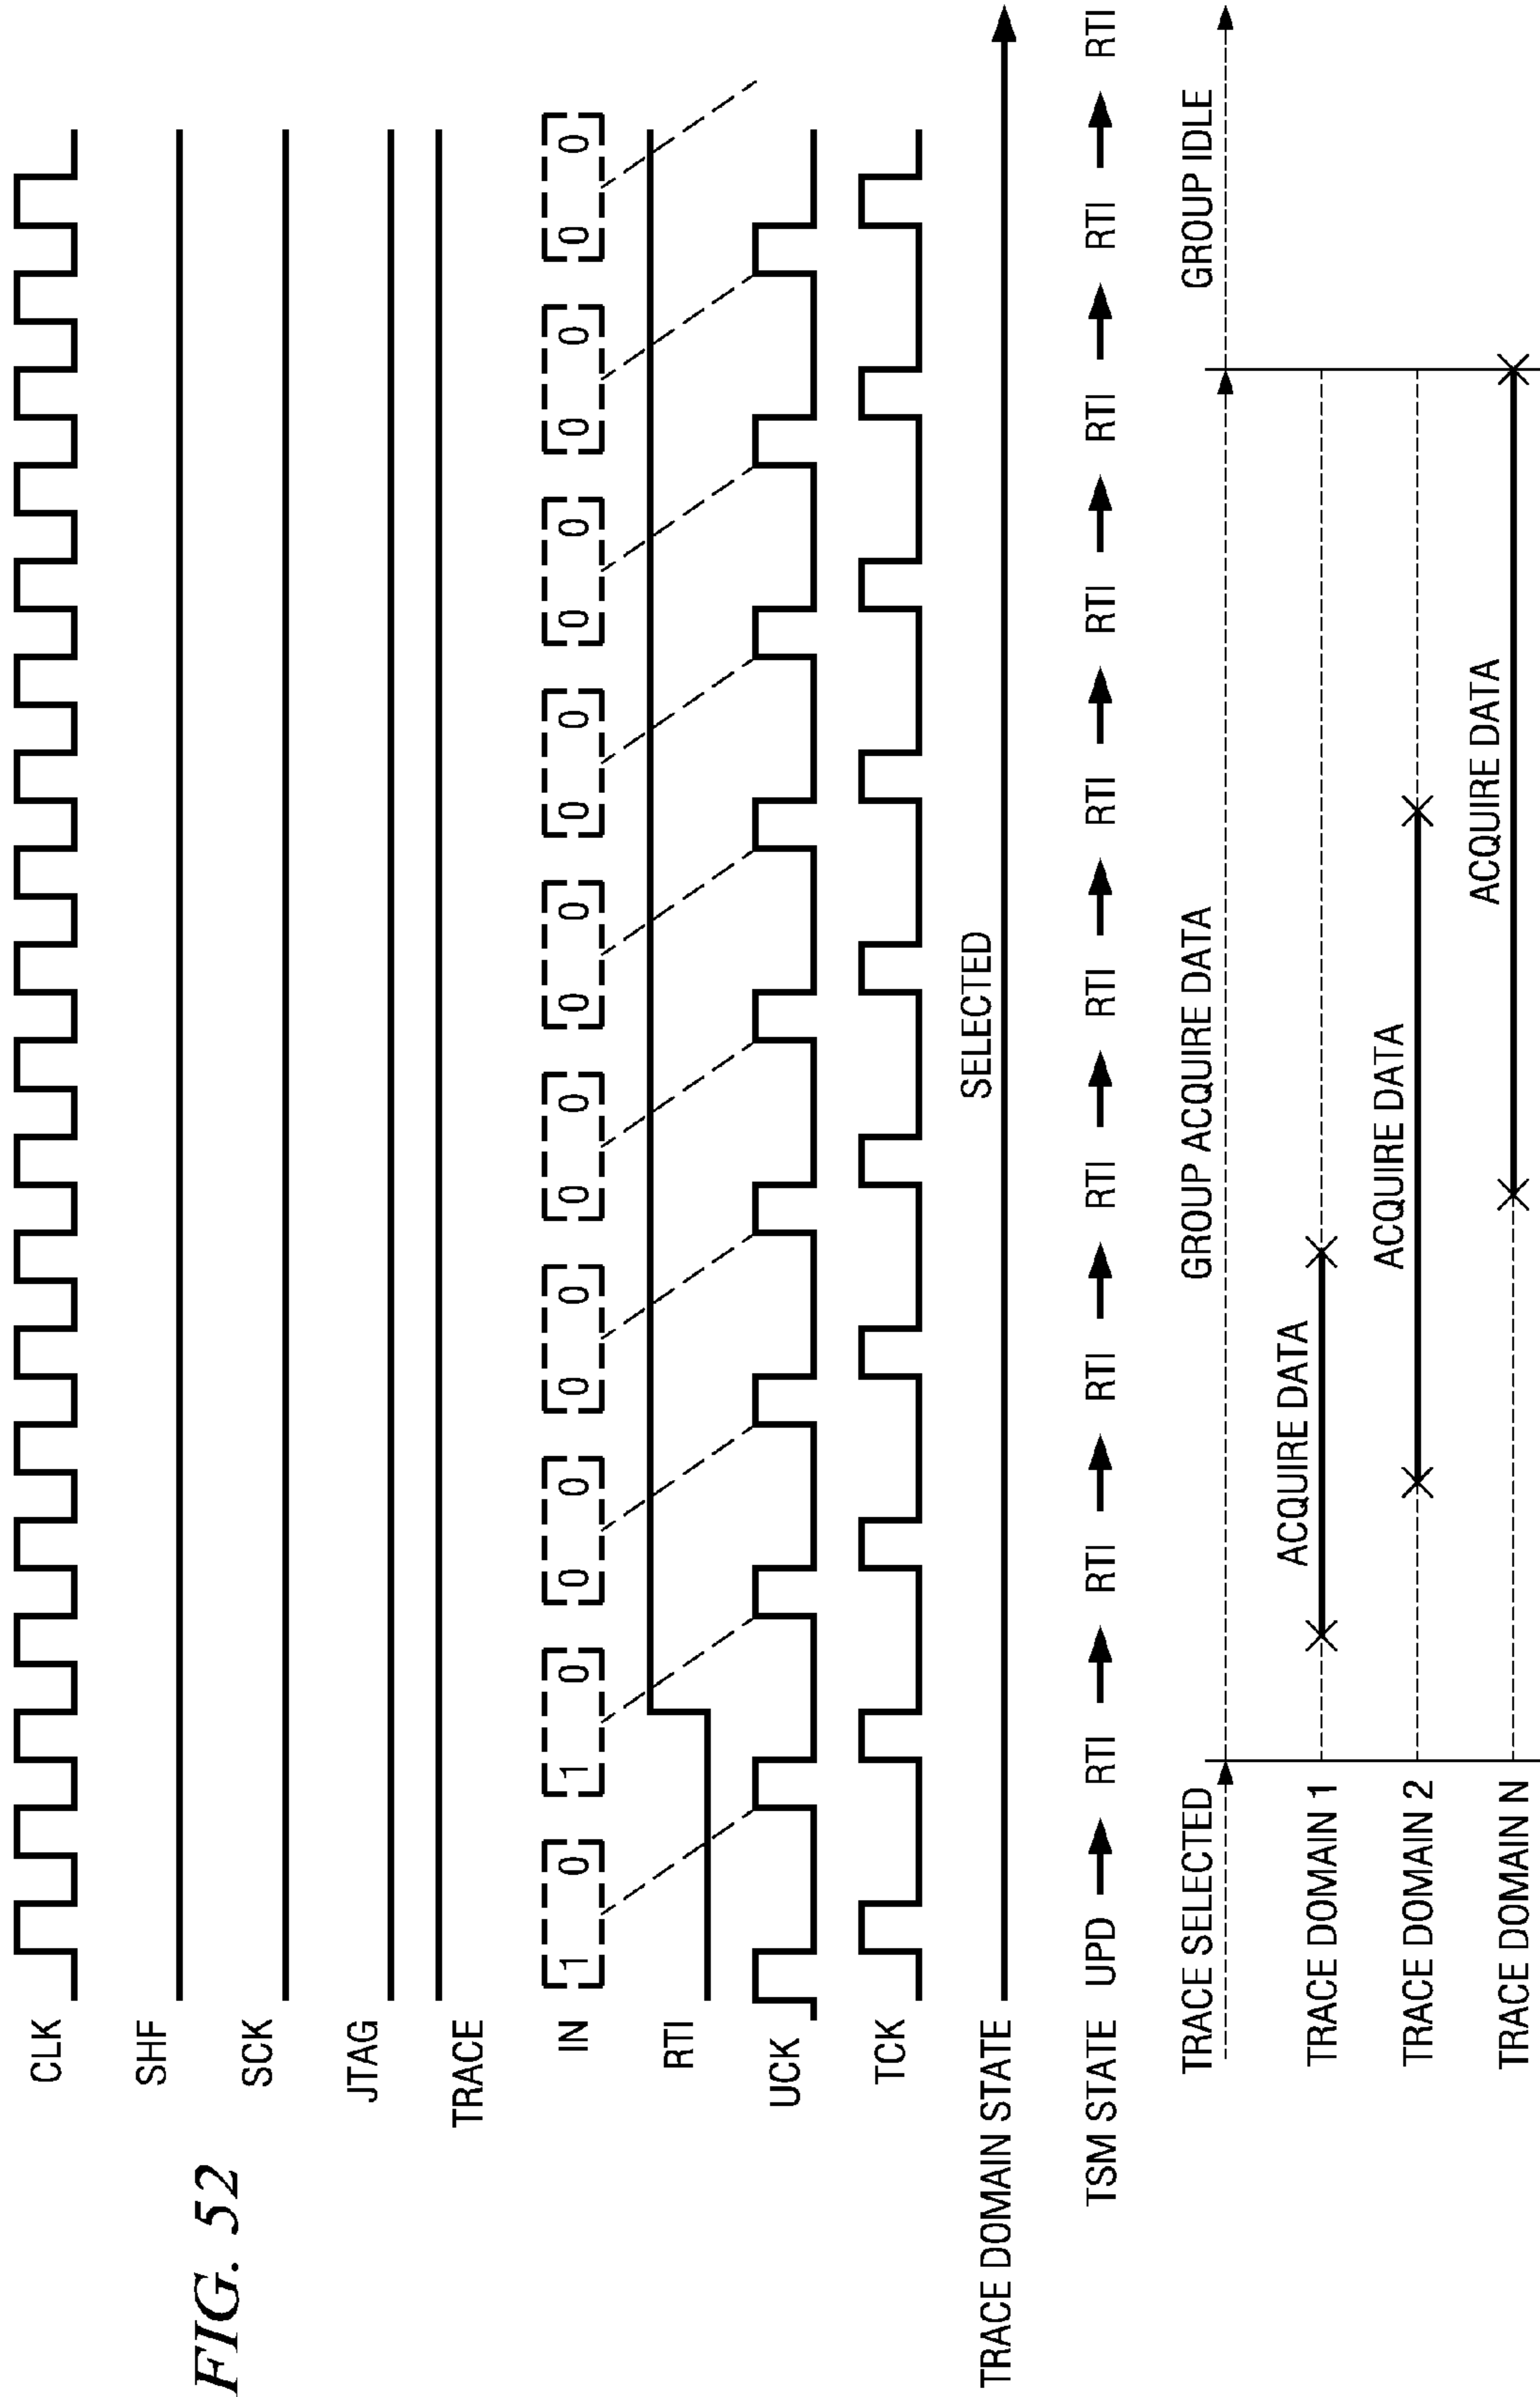 CLK
SHF
FIG. 52
SCK
JTAG
TRACE
IN 1 0 1 0 0 0 0 0 0 0 0 0 0 0 0 0 0 0 0 0
RTI
UCK
TCK
SELECTED
TRACE DOMAIN STATE
TSM STATE UPD RTI RTI RTI RTI RTI RTI RTI RTI RTI RTI
TRACE SELECTED GROUP ACQUIRE DATA GROUP IDLE
ACQUIRE DATA
TRACE DOMAIN 1
ACQUIRE DATA
TRACE DOMAIN 2
ACQUIRE DATA
TRACE DOMAIN N